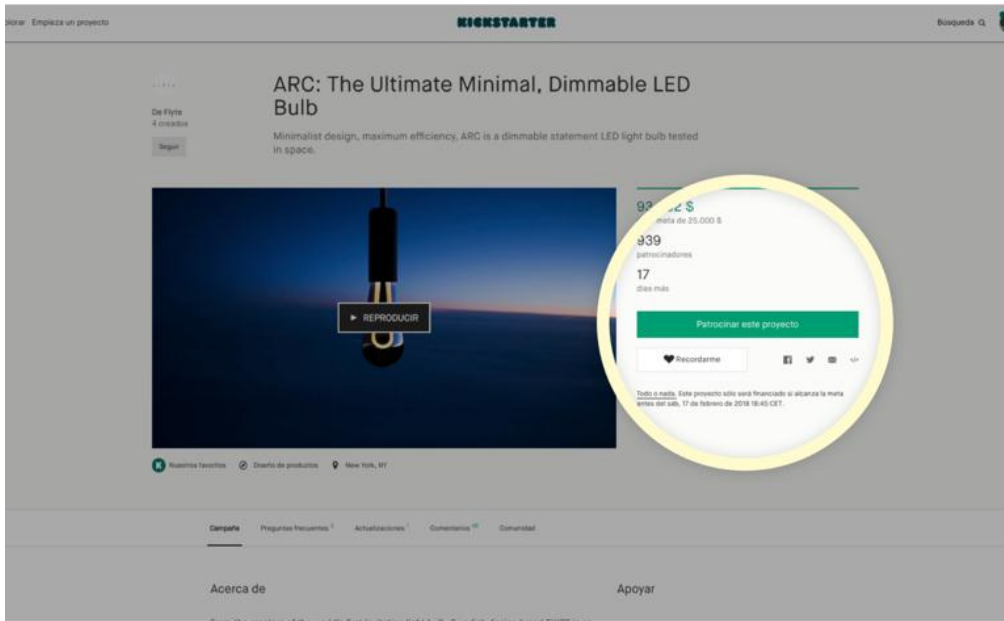 Empieza un proyecto
KICKSTARTER
Búsqueda
ARC: The Ultimate Minimal, Dimmable LED
Bulb
De Flyte
4 creados
Seguir
Minimalist design, maximum efficiency, ARC is a dimmable statement LED light bulb tested
in space.
$
meta de 25.000 $
939
patrocinadores
17
días más
REPRODUCIR
Patrocinar este proyecto
Recordarme
Todo o nada. Este proyecto sólo será financiado si alcanza la meta
antes del sáb, 17 de febrero de 2018 18:45 CET.
Nuestros favoritos Diseño de productos New York, NY
Campaña Preguntas frecuentes Actualizaciones Comentarios Comunidad
Acerca de
Apoyar